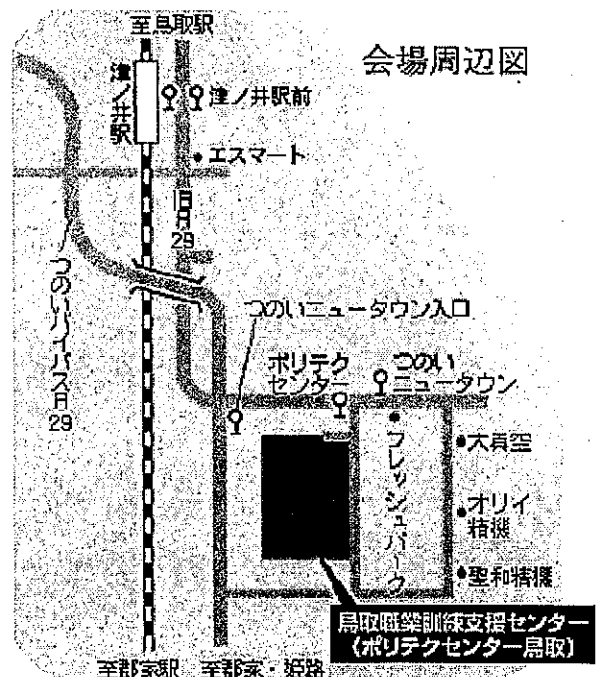 至鳥取駅
会場周辺図
津ノ井駅
津ノ井駅前
エスマート
旧R29
つのいバイパスR29
つのいニュータウン入口
ポリテク
センター
つのい
ニュータウン
フレッシュパーク
大真空
オリイ
精機
聖和精機
鳥取職業訓練支援センター
(ポリテクセンター鳥取)
至郡家駅
至郡家・姫路